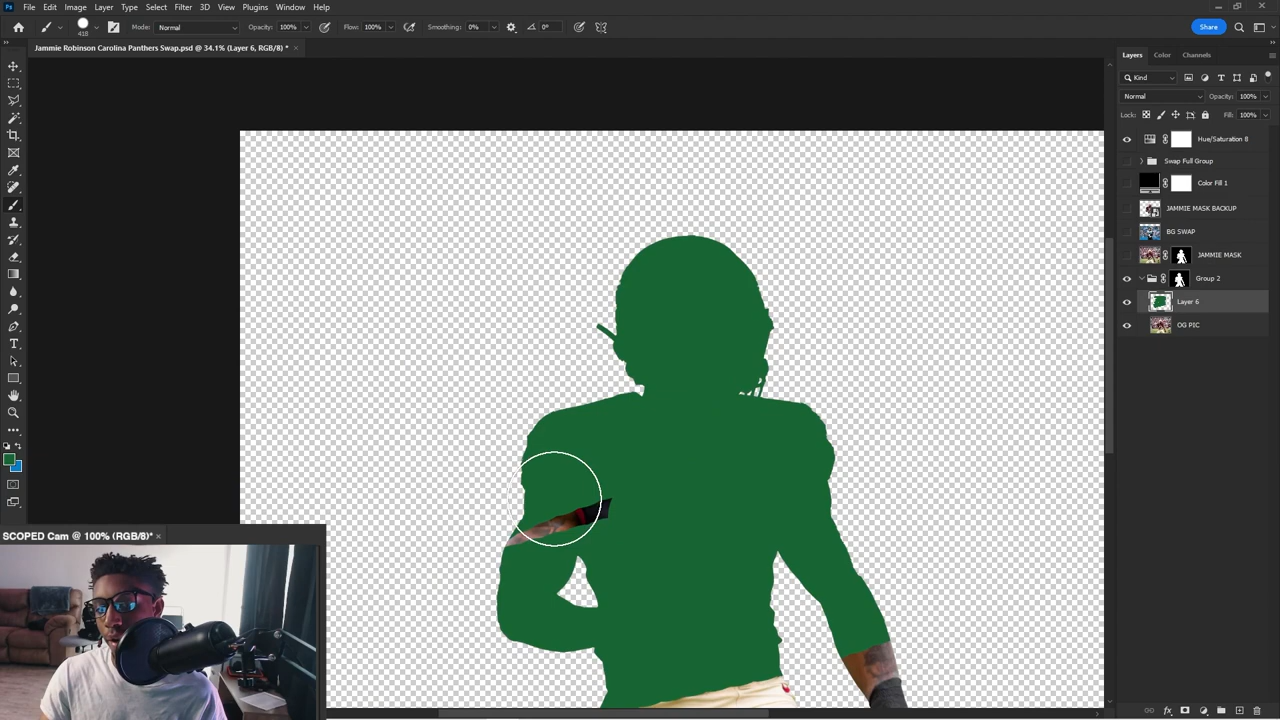 Ps File Edit Image Layer Type Select Filter 3D View Plugins Window Help
418 Mode: Normal Opacity: 100% Flow: 100% Smoothing: 0% 0° Share
Jammie Robinson Carolina Panthers Swap.psd @ 34.1% (Layer 6, RGB/8) * ×
Layers Color Channels
Kind
Normal Opacity: 100%
Lock: Fill: 100%
Hue/Saturation 8
Swap Full Group
Color Fill 1
JAMMIE MASK BACKUP
BG SWAP
JAMMIE MASK
Group 2
Layer 6
OG PIC
SCOPED Cam @ 100% (RGB/8)* ×
fx